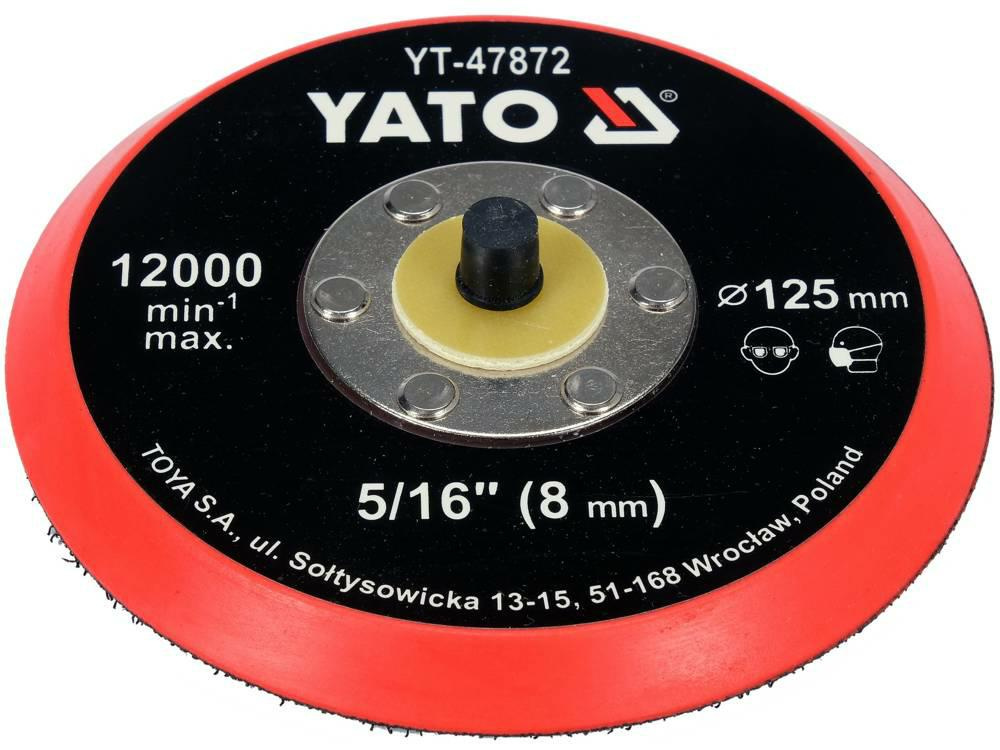 YT-47872
YATO ®
12000
min⁻¹
max.
⌀ 125 mm
5/16" (8 mm)
TOYA S.A., ul. Sołtysowicka 13-15, 51-168 Wrocław, Poland